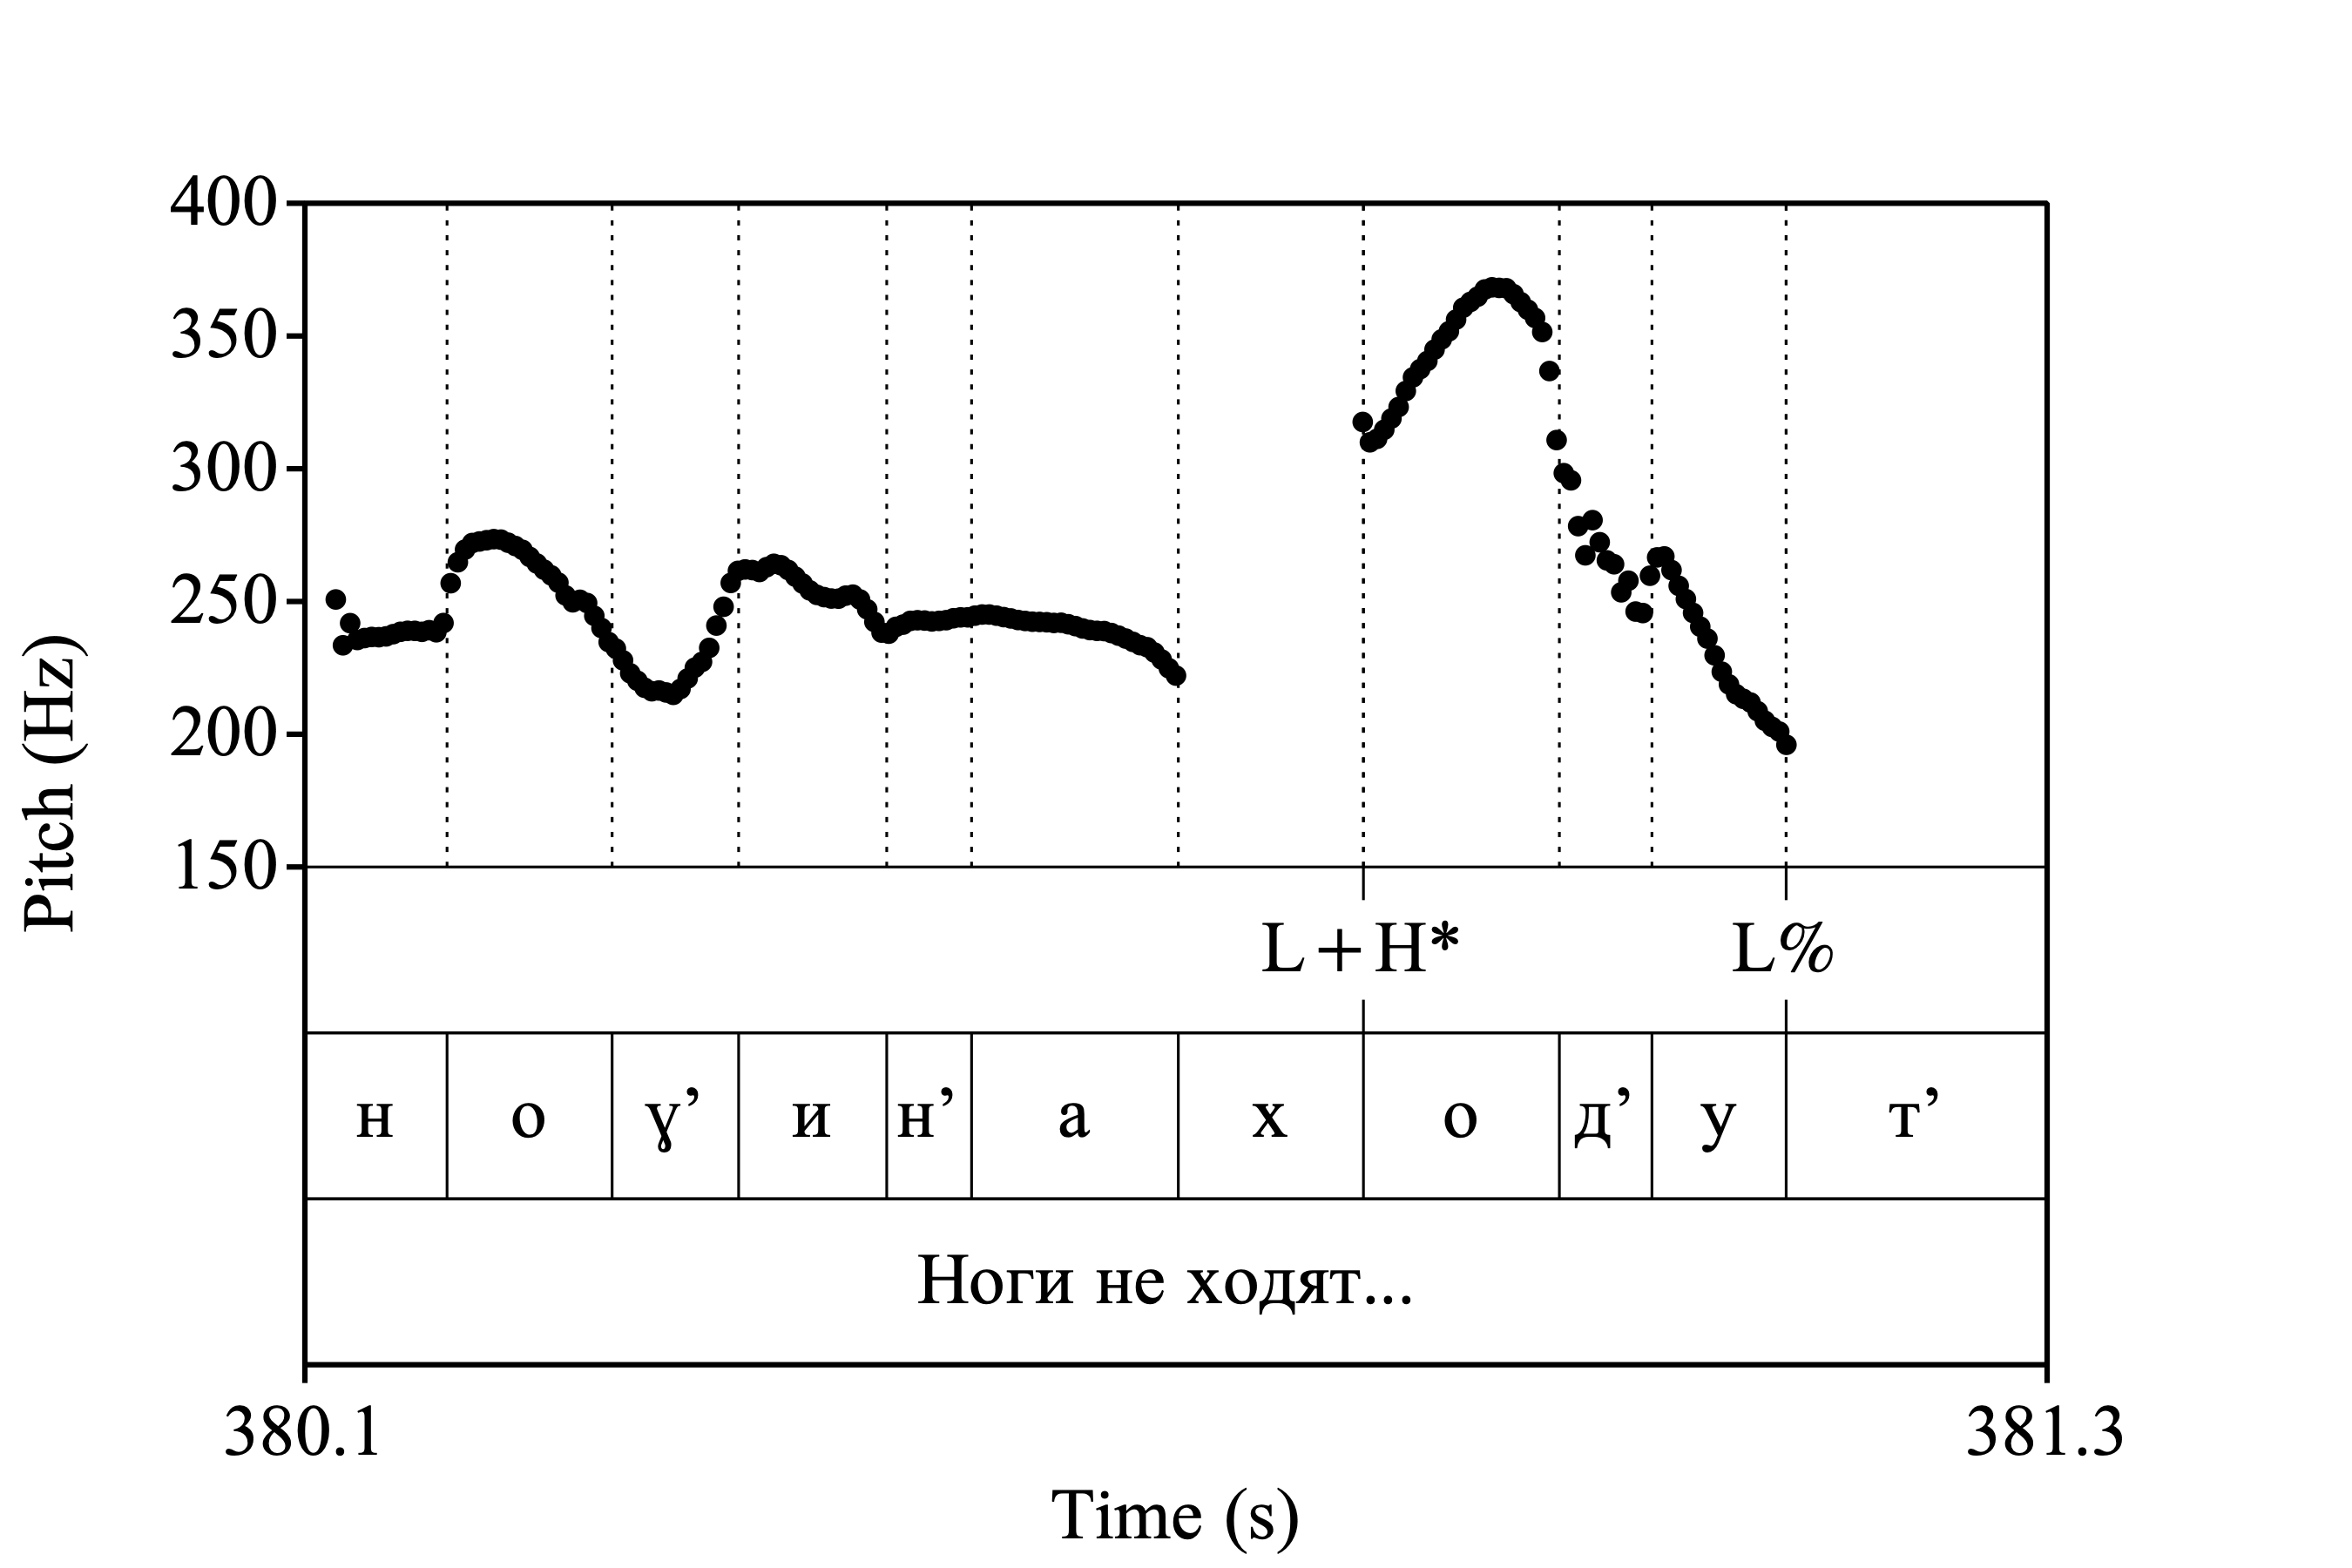 400
350
300
250
200
150
Pitch (Hz)
L + H* L%
н о ɣ’ и н’ а х о д’ у т’
Ноги не ходят...
380.1 381.3
Time (s)